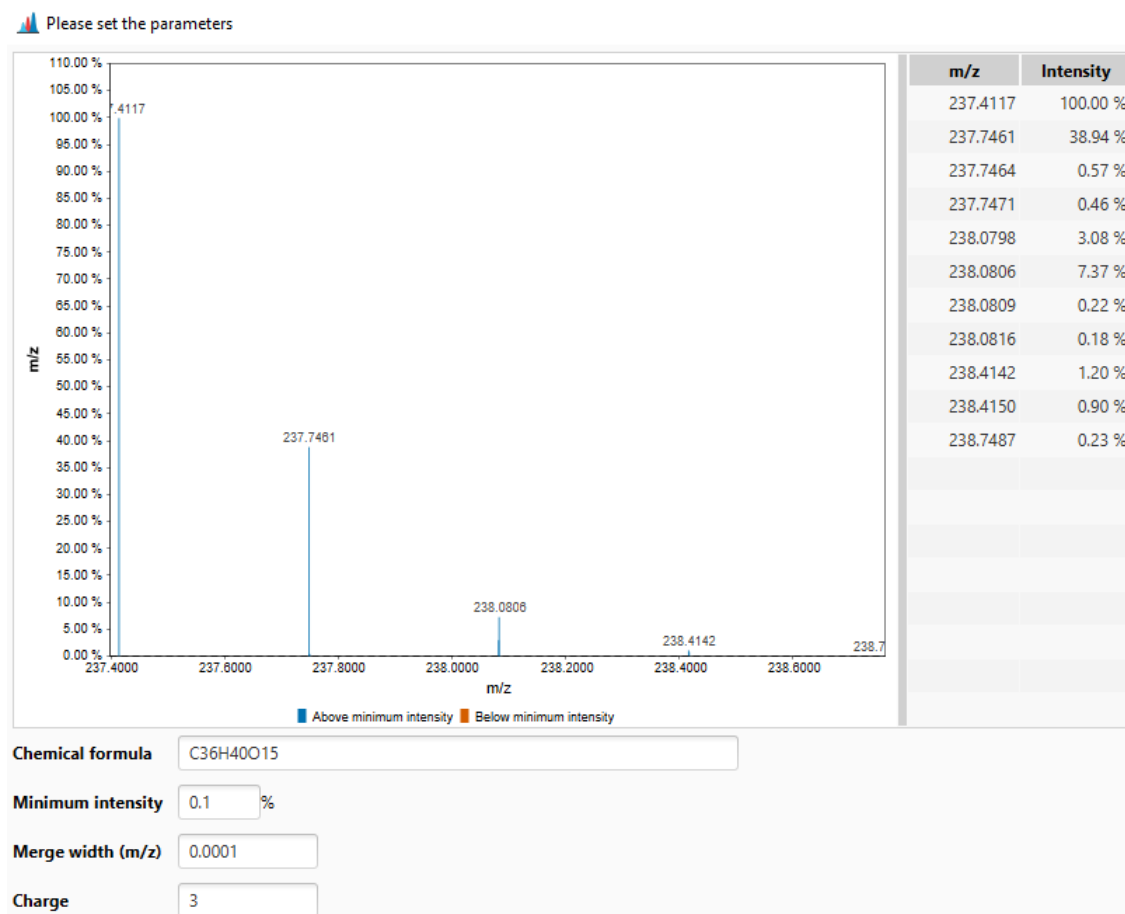 Please set the parameters
110.00 %
105.00 %
100.00 %
95.00 %
90.00 %
85.00 %
80.00 %
75.00 %
70.00 %
65.00 %
60.00 %
55.00 %
50.00 %
45.00 %
40.00 %
35.00 %
30.00 %
25.00 %
20.00 %
15.00 %
10.00 %
5.00 %
0.00 %
m/z
7.4117
237.7461
238.0806
238.4142
238.7
237.4000 237.6000 237.8000 238.0000 238.2000 238.4000 238.6000
m/z
Above minimum intensity Below minimum intensity
m/z Intensity
237.4117 100.00 %
237.7461 38.94 %
237.7464 0.57 %
237.7471 0.46 %
238.0798 3.08 %
238.0806 7.37 %
238.0809 0.22 %
238.0816 0.18 %
238.4142 1.20 %
238.4150 0.90 %
238.7487 0.23 %
Chemical formula C36H40O15
Minimum intensity 0.1 %
Merge width (m/z) 0.0001
Charge 3